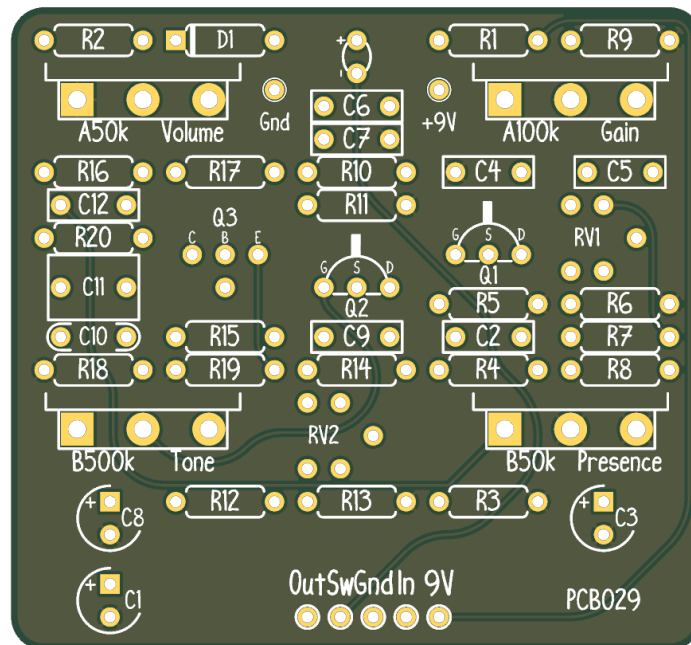 R2 D1 + R1 R9
-
C6
A50k Volume Gnd C7 +9V A100k Gain
R16 R17 R10 C4 C5
C12 R11
Q3 RV1
R20 C B E G S D
C11 G S D Q1
Q2 R5 R6
C10 R15 C9 C2 R7
R18 R19 R14 R4 R8
RV2
B500k Tone B50k Presence
R12 R13 R3
+ C8 + C3
+ C1 OutSwGndIn 9V PCB029